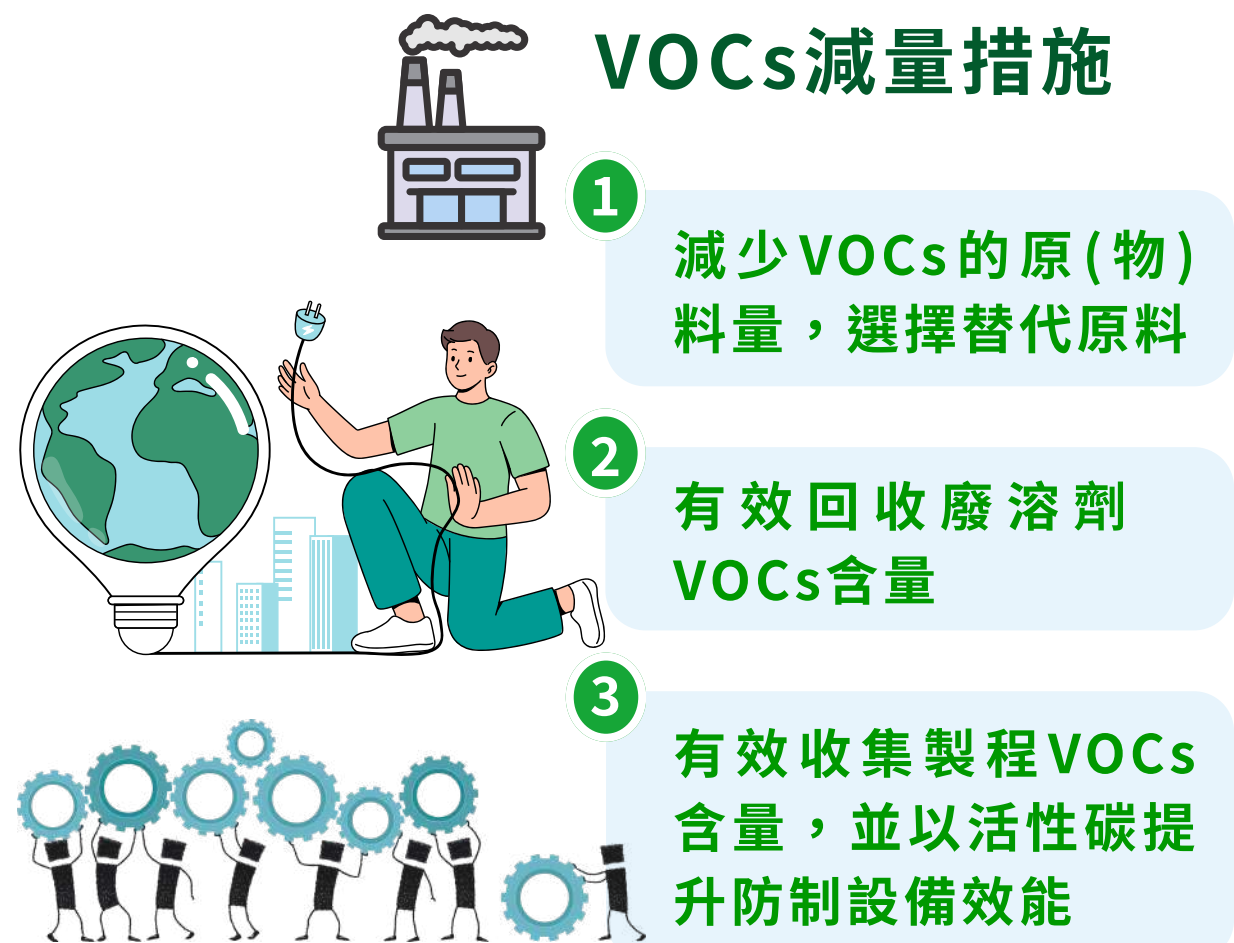 VOCs減量措施
1
減少VOCs的原(物)
料量，選擇替代原料
2
有效回收廢溶劑
VOCs含量
3
有效收集製程VOCs
含量，並以活性碳提
升防制設備效能